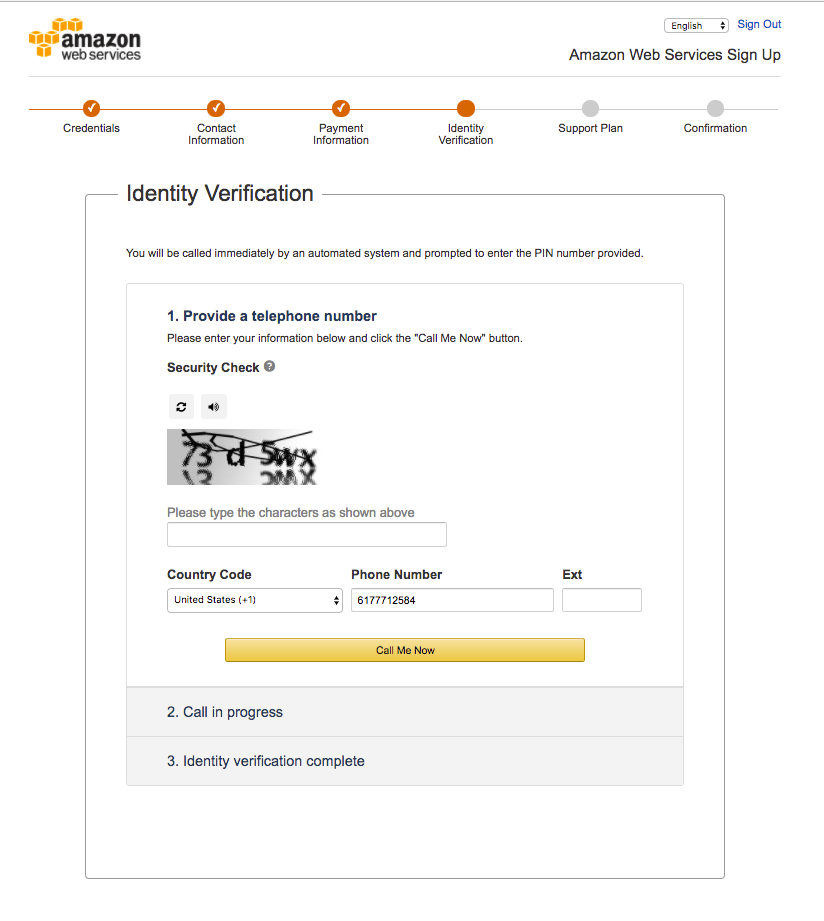 English
Sign Out
amazon
web services
Amazon Web Services Sign Up
Credentials
Contact
Information
Payment
Information
Identity
Verification
Support Plan
Confirmation
Identity Verification
You will be called immediately by an automated system and prompted to enter the PIN number provided.
1. Provide a telephone number
Please enter your information below and click the "Call Me Now" button.
Security Check ?
Please type the characters as shown above
Country Code Phone Number Ext
United States (+1) 6177712584
Call Me Now
2. Call in progress
3. Identity verification complete